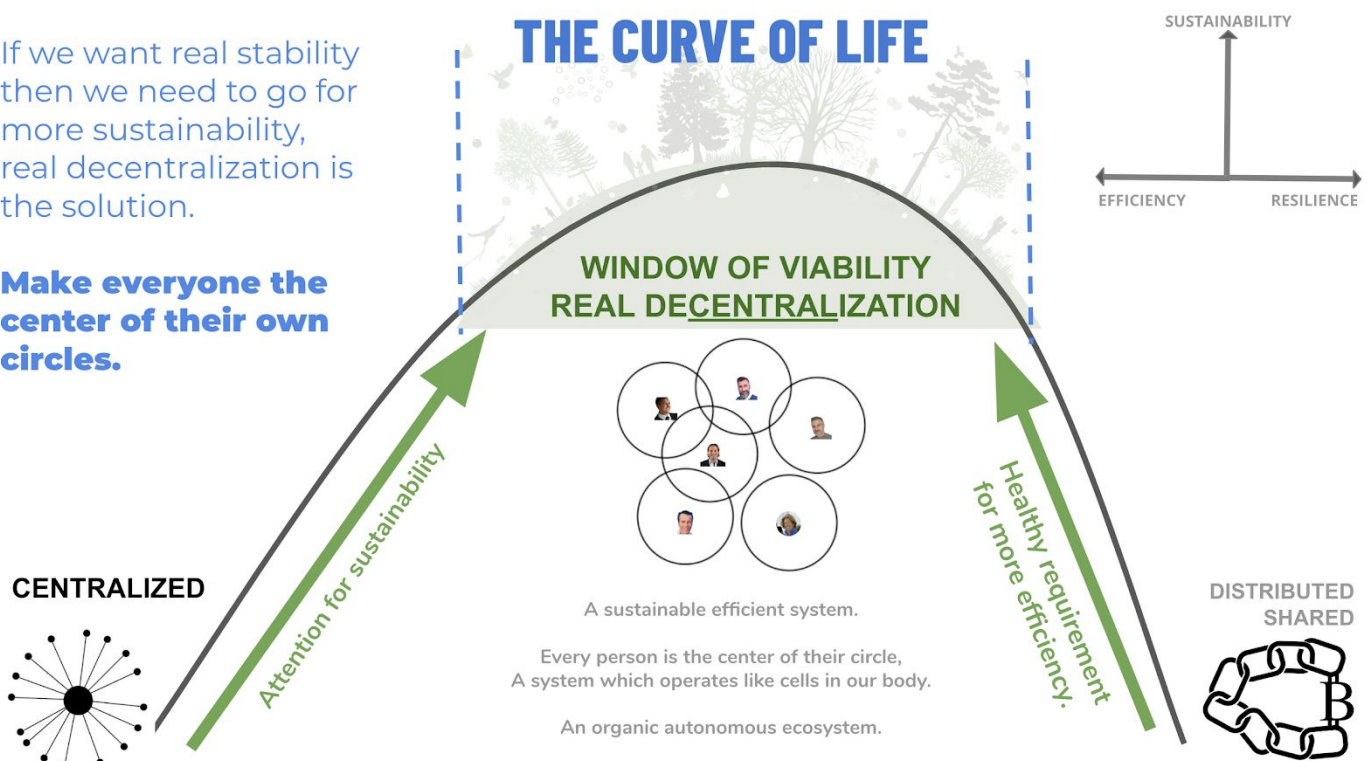 THE CURVE OF LIFE
If we want real stability
then we need to go for
more sustainability,
real decentralization is
the solution.
Make everyone the
center of their own
circles.
SUSTAINABILITY
EFFICIENCY
RESILIENCE
WINDOW OF VIABILITY
REAL DECENTRALIZATION
Attention for sustainability
Healthy requirement
for more efficiency.
CENTRALIZED
DISTRIBUTED
SHARED
B
A sustainable efficient system.
Every person is the center of their circle,
A system which operates like cells in our body.
An organic autonomous ecosystem.